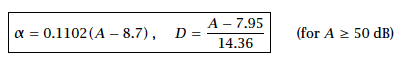 α = 0.1102(A − 8.7), D = (A − 7.95)/14.36 (for A ≥ 50 dB)